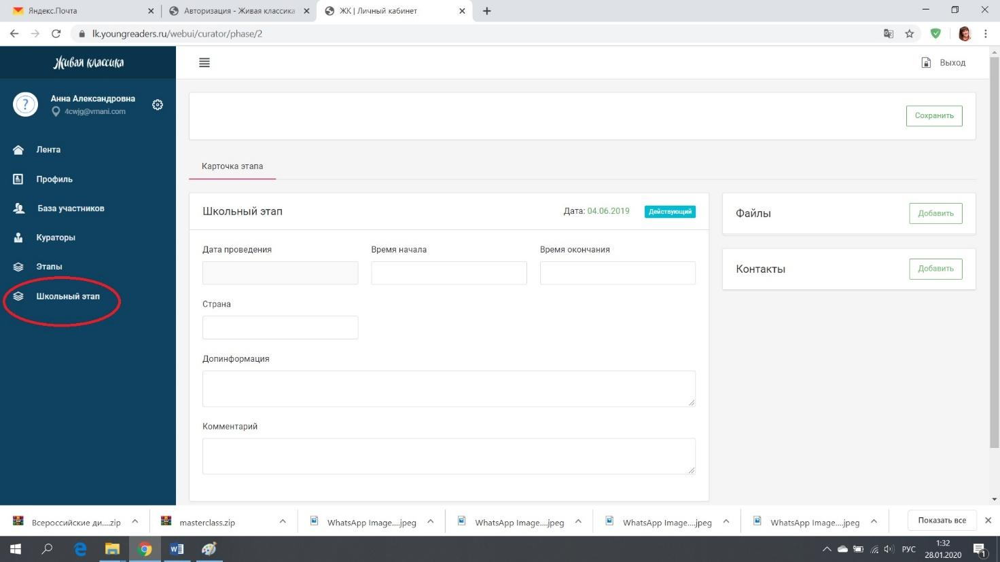 Яндекс.Почта
Авторизация - Живая классика
ЖК | Личный кабинет
lk.youngreaders.ru/webui/curator/phase/2
Живая классика
Выход
Анна Александровна
4cwjg@vmani.com
Сохранить
Лента
Профиль
База участников
Кураторы
Этапы
Школьный этап
Карточка этапа
Школьный этап
Дата: 04.06.2019
Действующий
Дата проведения
Время начала
Время окончания
Страна
Допинформация
Комментарий
Файлы
Добавить
Контакты
Добавить
Всероссийские ди....zip
masterclass.zip
WhatsApp Image....jpeg
WhatsApp Image....jpeg
WhatsApp Image....jpeg
WhatsApp Image....jpeg
Показать все
РУС
1:32
28.01.2020
1